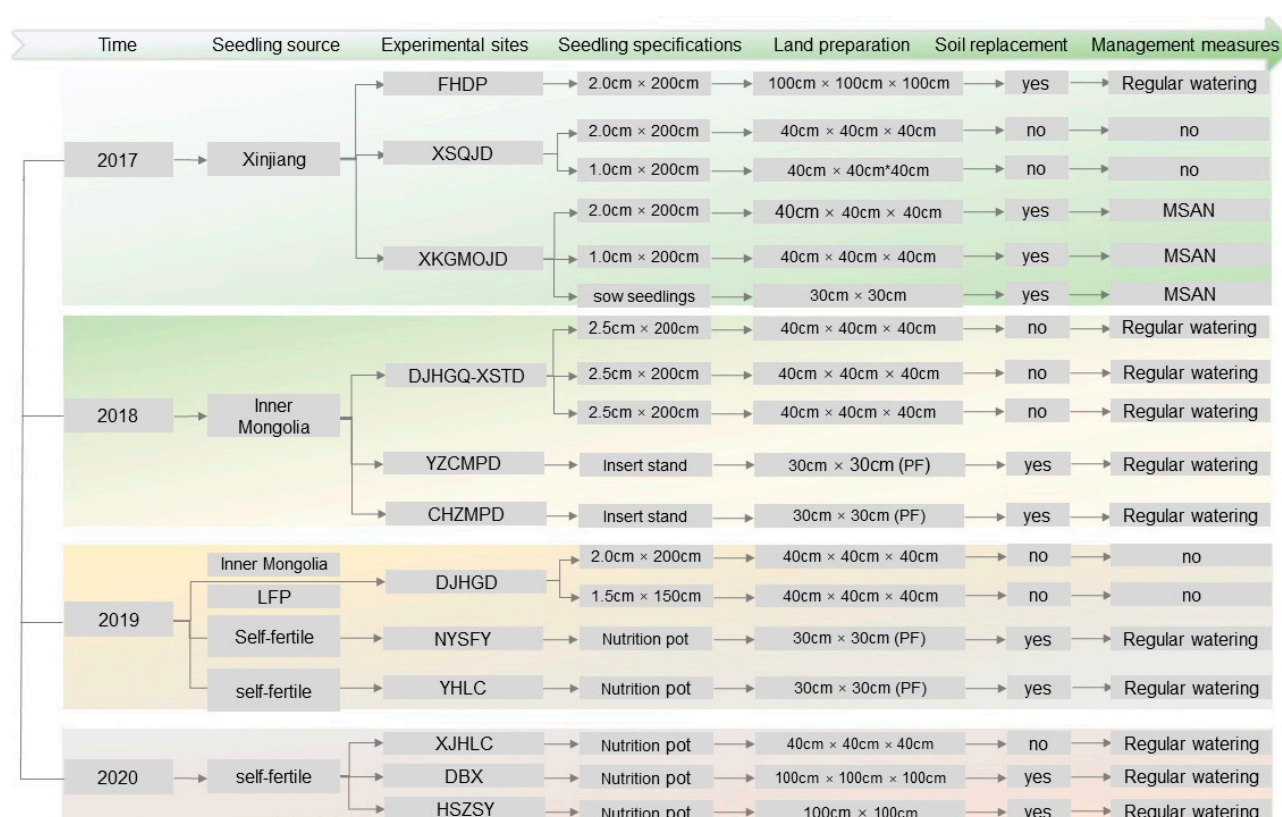 Time Seedling source Experimental sites Seedling specifications Land preparation Soil replacement Management measures
FHDP 2.0cm × 200cm 100cm × 100cm × 100cm yes Regular watering
2017 Xinjiang XSQJD 2.0cm × 200cm 40cm × 40cm × 40cm no no
1.0cm × 200cm 40cm × 40cm*40cm no no
XKGMOJD 2.0cm × 200cm 40cm × 40cm × 40cm yes MSAN
1.0cm × 200cm 40cm × 40cm × 40cm yes MSAN
sow seedlings 30cm × 30cm yes MSAN
2018 Inner
Mongolia DJHGQ-XSTD 2.5cm × 200cm 40cm × 40cm × 40cm no Regular watering
2.5cm × 200cm 40cm × 40cm × 40cm no Regular watering
2.5cm × 200cm 40cm × 40cm × 40cm no Regular watering
YZCMPD Insert stand 30cm × 30cm (PF) yes Regular watering
CHZMPD Insert stand 30cm × 30cm (PF) yes Regular watering
2019 Inner Mongolia DJHGD 2.0cm × 200cm 40cm × 40cm × 40cm no no
LFP 1.5cm × 150cm 40cm × 40cm × 40cm no no
Self-fertile NYSFY Nutrition pot 30cm × 30cm (PF) yes Regular watering
self-fertile YHLC Nutrition pot 30cm × 30cm (PF) yes Regular watering
2020 self-fertile XJHLC Nutrition pot 40cm × 40cm × 40cm no Regular watering
DBX Nutrition pot 100cm × 100cm × 100cm yes Regular watering
HSZSY Nutrition pot 100cm × 100cm yes Regular watering